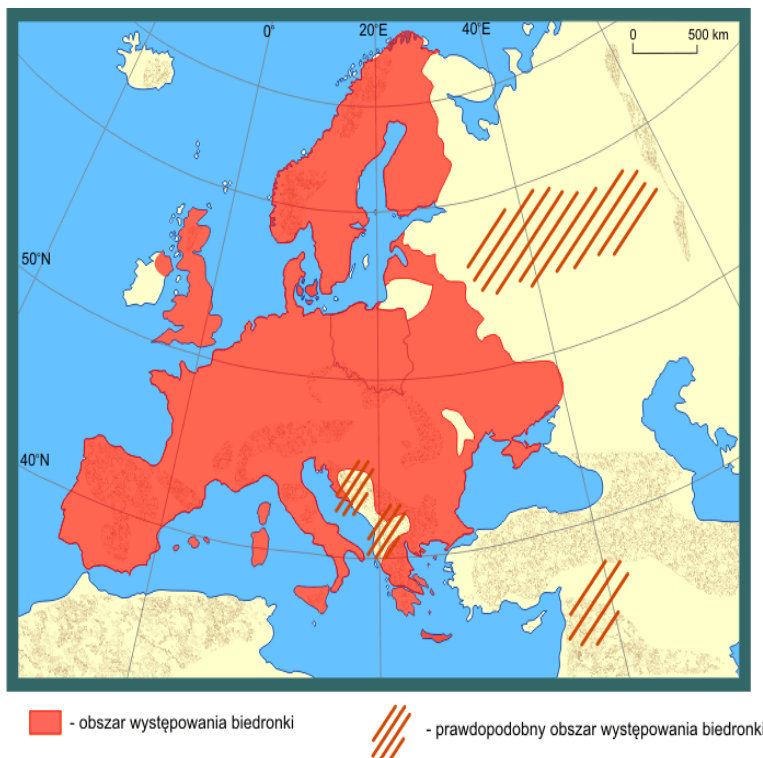 0° 20°E 40°E
0 500 km
50°N
40°N
- obszar występowania biedronki
- prawdopodobny obszar występowania biedronki